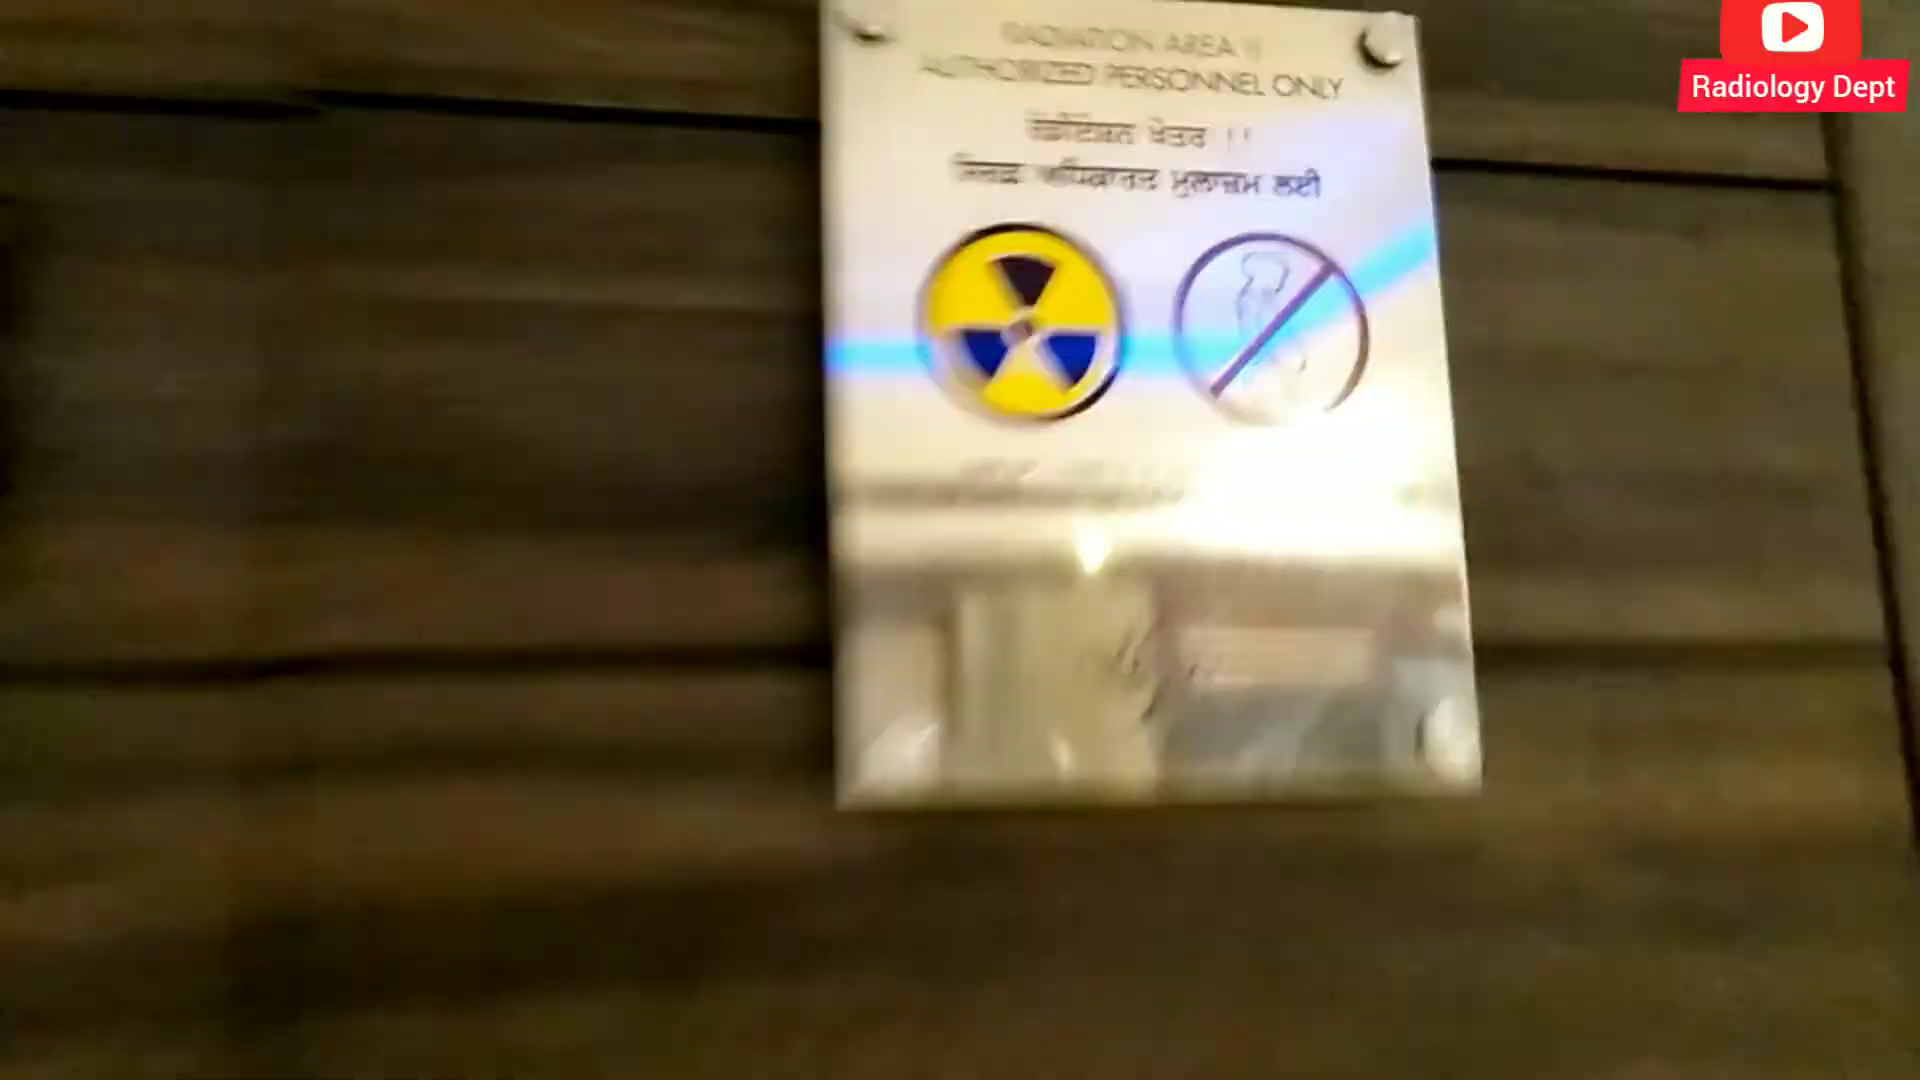 RADIATION AREA !!
AUTHORIZED PERSONNEL ONLY
ਰੇਡੀਏਸ਼ਨ ਖੇਤਰ !!
ਸਿਰਫ਼ ਅਧਿਕਾਰਤ ਮੁਲਾਜ਼ਮ ਲਈ
Radiology Dept